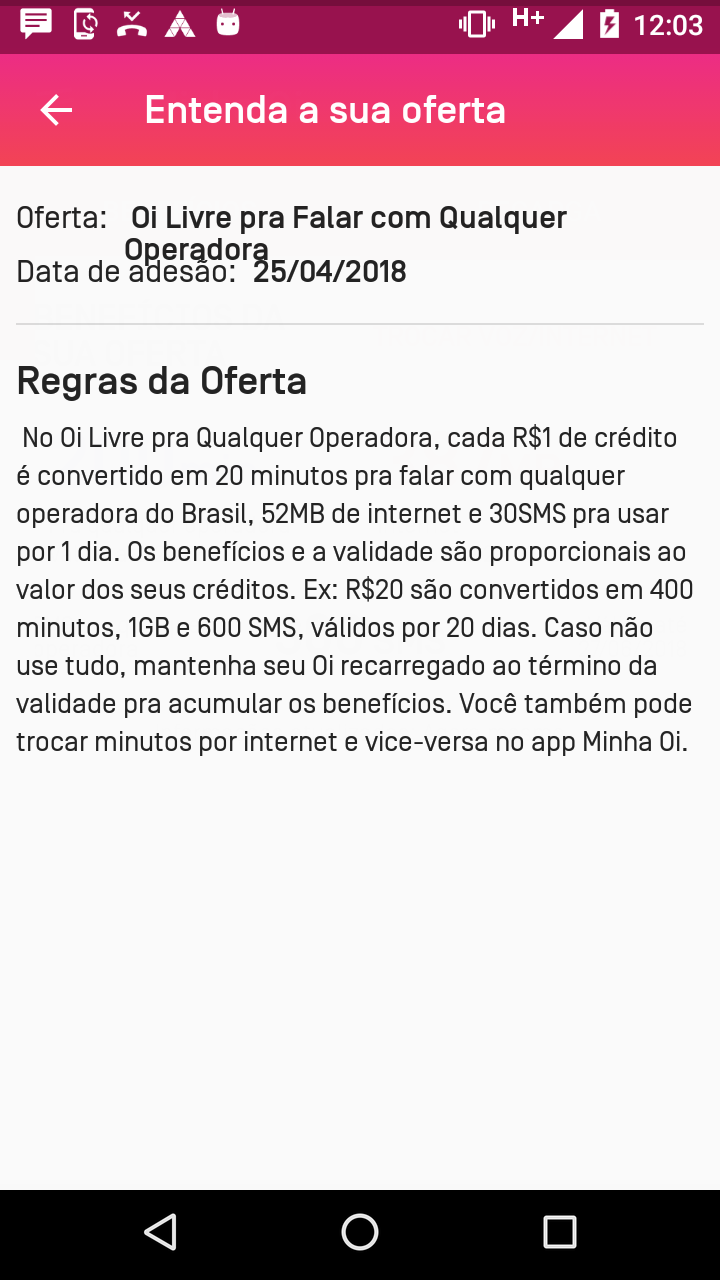 H+ 12:03
Entenda a sua oferta
Oferta: Oi Livre pra Falar com Qualquer
Operadora
Data de adesão: 25/04/2018
Regras da Oferta
No Oi Livre pra Qualquer Operadora, cada R$1 de crédito
é convertido em 20 minutos pra falar com qualquer
operadora do Brasil, 52MB de internet e 30SMS pra usar
por 1 dia. Os benefícios e a validade são proporcionais ao
valor dos seus créditos. Ex: R$20 são convertidos em 400
minutos, 1GB e 600 SMS, válidos por 20 dias. Caso não
use tudo, mantenha seu Oi recarregado ao término da
validade pra acumular os benefícios. Você também pode
trocar minutos por internet e vice-versa no app Minha Oi.